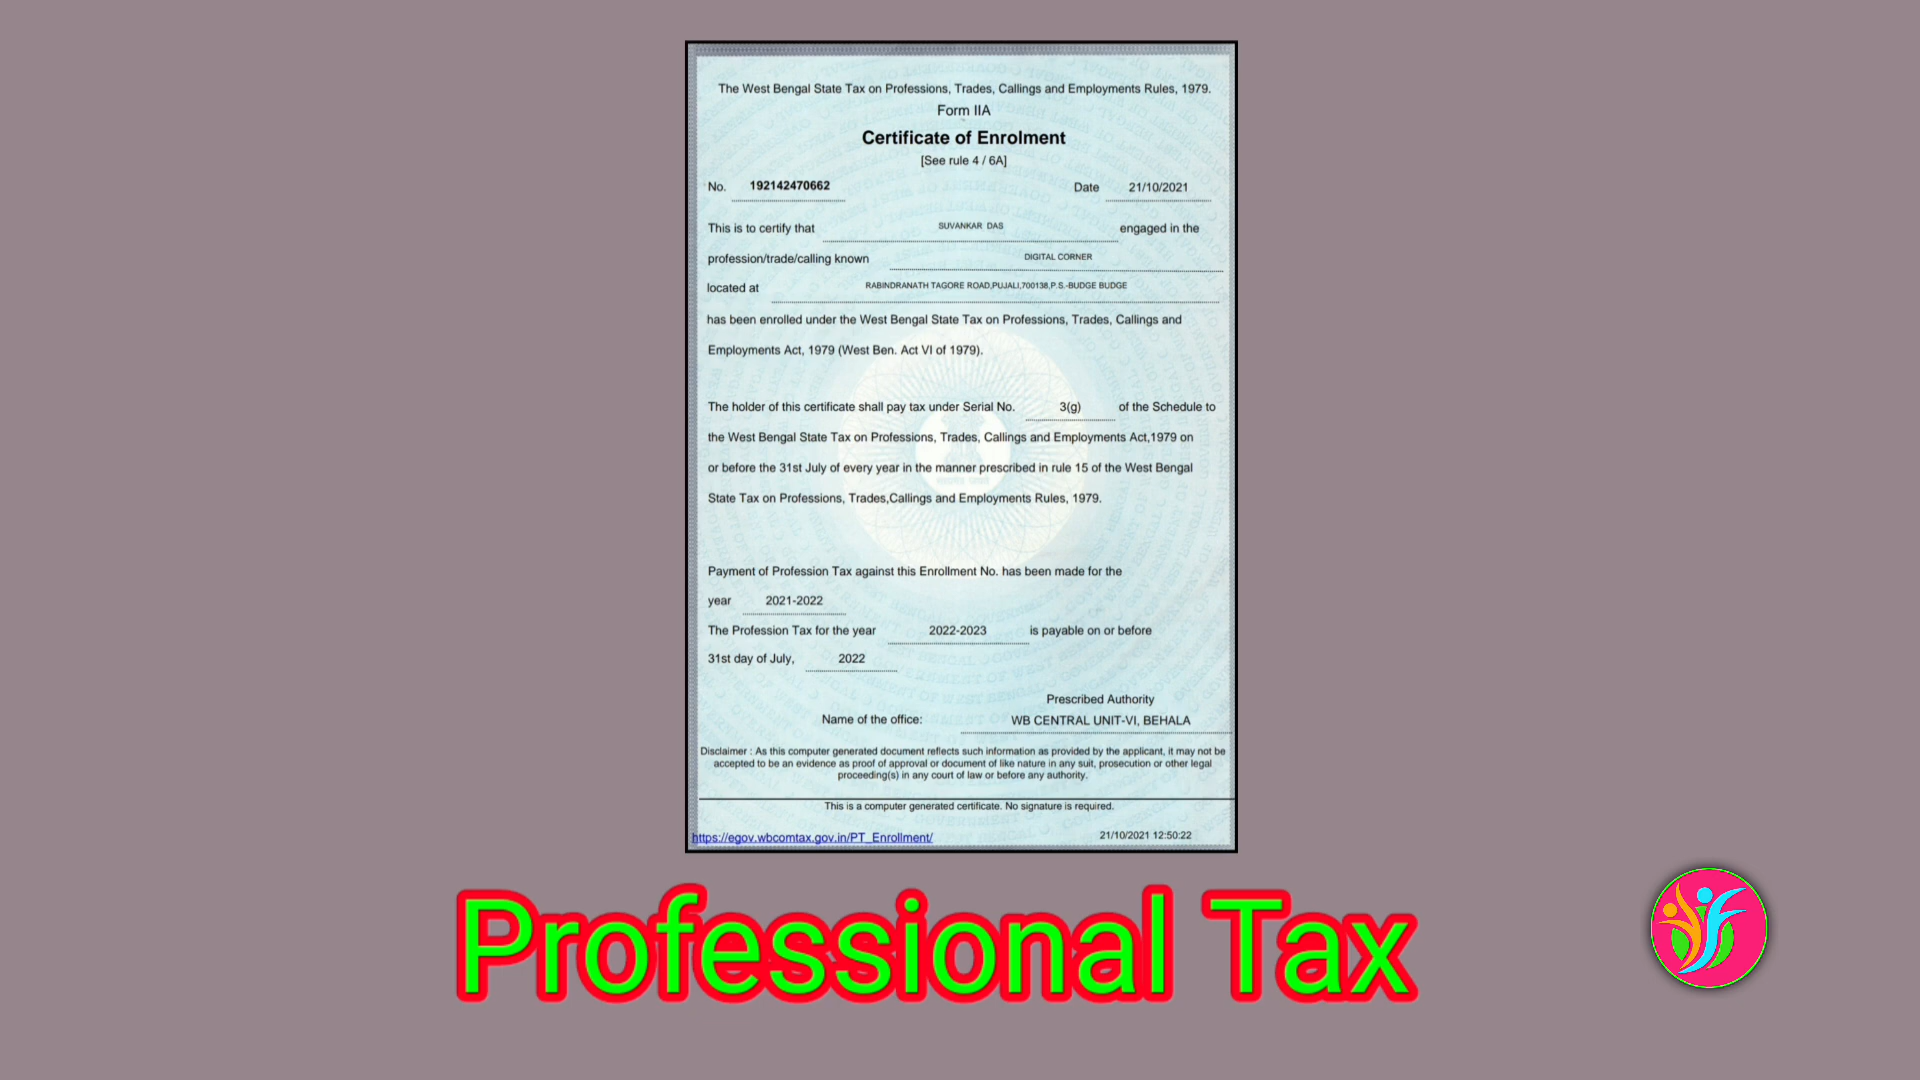 The West Bengal State Tax on Professions, Trades, Callings and Employments Rules, 1979.
Form IIA
Certificate of Enrolment
[See rule 4 / 6A]
No. 192142470662 Date 21/10/2021
This is to certify that SUVANKAR DAS engaged in the
profession/trade/calling known DIGITAL CORNER
located at RABINDRANATH TAGORE ROAD,PUJALI,700138,P.S.-BUDGE BUDGE
has been enrolled under the West Bengal State Tax on Professions, Trades, Callings and
Employments Act, 1979 (West Ben. Act VI of 1979).
The holder of this certificate shall pay tax under Serial No. 3(g) of the Schedule to
the West Bengal State Tax on Professions, Trades, Callings and Employments Act,1979 on
or before the 31st July of every year in the manner prescribed in rule 15 of the West Bengal
State Tax on Professions, Trades,Callings and Employments Rules, 1979.
Payment of Profession Tax against this Enrollment No. has been made for the
year 2021-2022
The Profession Tax for the year 2022-2023 is payable on or before
31st day of July, 2022
Prescribed Authority
Name of the office: WB CENTRAL UNIT-VI, BEHALA
Disclaimer : As this computer generated document reflects such information as provided by the applicant, it may not be
accepted to be an evidence as proof of approval or document of like nature in any suit, prosecution or other legal
proceeding(s) in any court of law or before any authority.
This is a computer generated certificate. No signature is required.
https://egov.wbcomtax.gov.in/PT_Enrollment/ 21/10/2021 12:50:22
Professional Tax